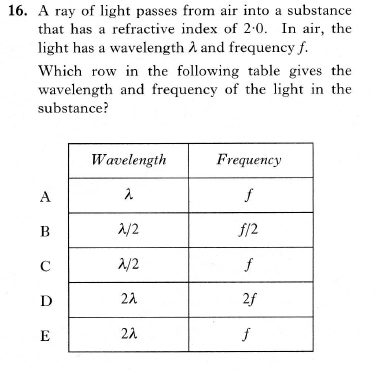 16. A ray of light passes from air into a substance
that has a refractive index of 2·0. In air, the
light has a wavelength λ and frequency f.
Which row in the following table gives the
wavelength and frequency of the light in the
substance?
Wavelength Frequency
A λ f
B λ/2 f/2
C λ/2 f
D 2λ 2f
E 2λ f